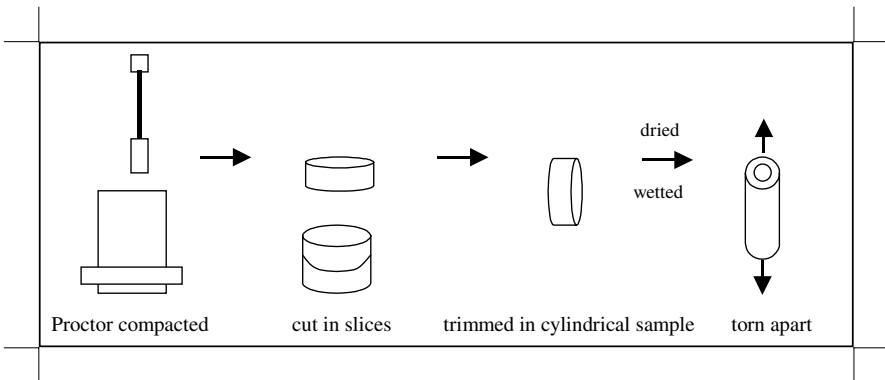 dried
wetted
Proctor compacted
cut in slices
trimmed in cylindrical sample
torn apart